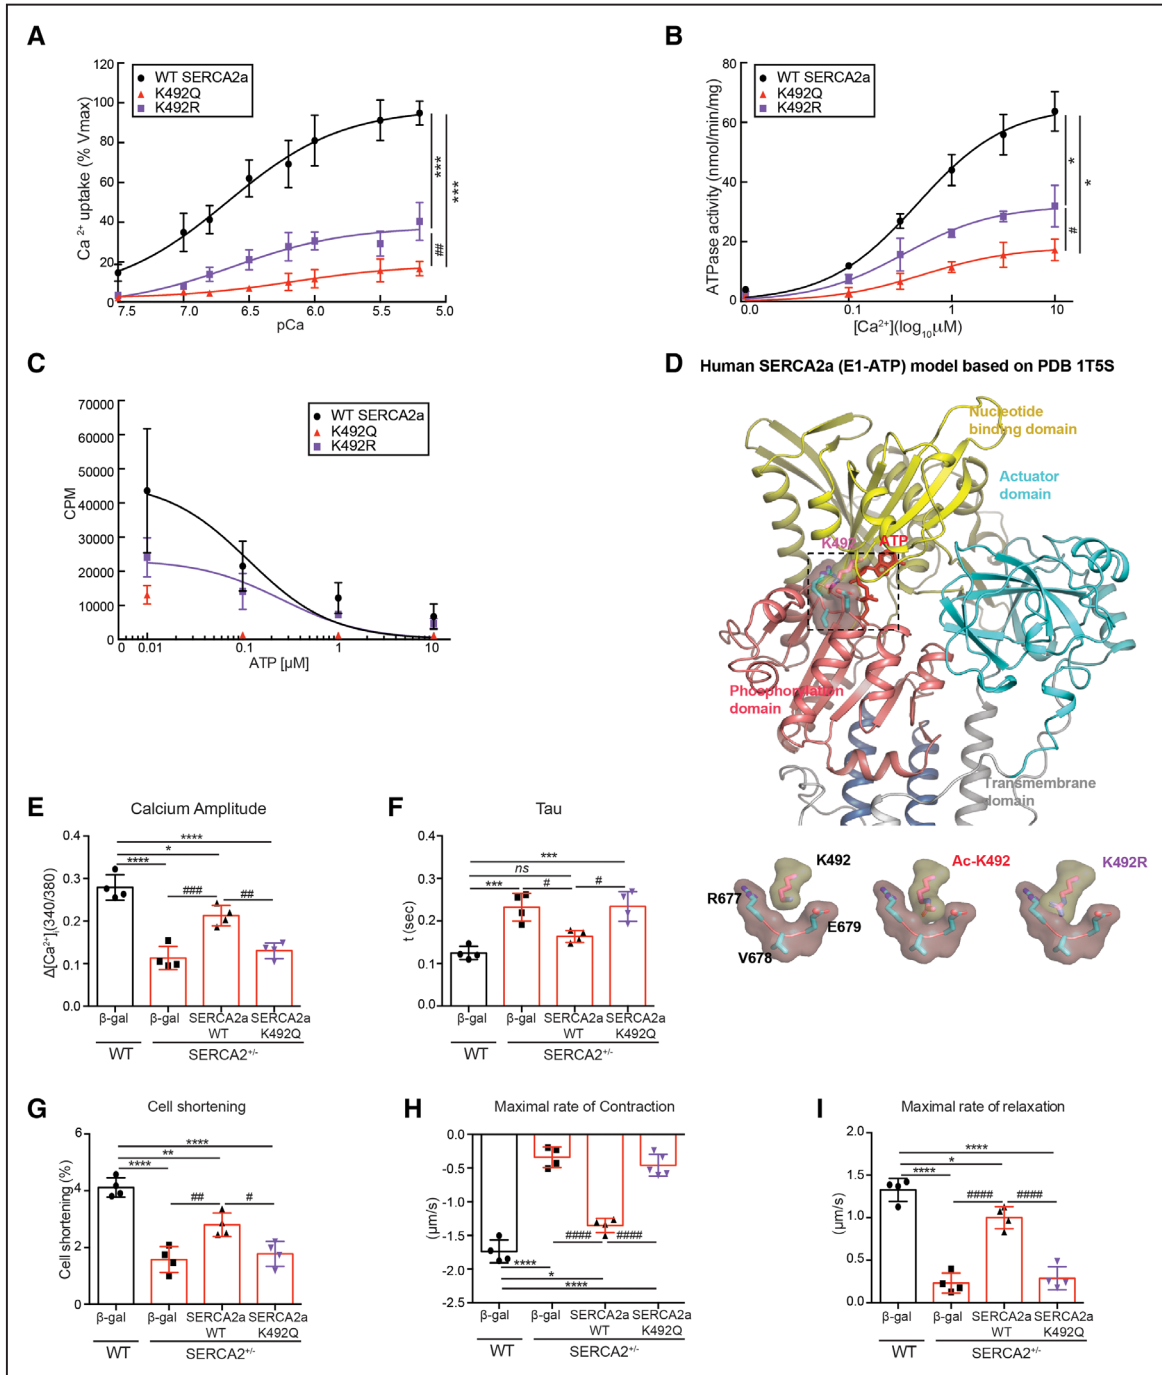 A
120
100
80
60
40
20
0
Ca 2+ uptake (% Vmax)
WT SERCA2a
K492Q
K492R
***
***
##
7.5 7.0 6.5 6.0 5.5 5.0
pCa
B
80
60
40
20
0
ATPase activity (nmol/min/mg)
WT SERCA2a
K492Q
K492R
*
*
#
0.0 0.1 1 10
[Ca2+](log10µM)
C
70000
60000
50000
40000
30000
20000
10000
0
CPM
WT SERCA2a
K492Q
K492R
0 0.01 0.1 1 10
ATP [µM]
D Human SERCA2a (E1-ATP) model based on PDB 1T5S
Nucleotide
binding domain
Actuator
domain
K492 ATP
Phosphorylation
domain
Transmembrane
domain
K492 Ac-K492 K492R
R677
E679
V678
E Calcium Amplitude
0.4
0.3
0.2
0.1
0.0
Δ[Ca2+](340/380)
****
*
****
### ##
β-gal β-gal SERCA2a SERCA2a
WT K492Q
WT SERCA2+/-
F Tau
0.4
0.3
0.2
0.1
0.0
t (sec)
***
ns
*** # #
β-gal β-gal SERCA2a SERCA2a
WT K492Q
WT SERCA2+/-
G Cell shortening
6
4
2
0
Cell shortening (%)
****
**
****
## #
β-gal β-gal SERCA2a SERCA2a
WT K492Q
WT SERCA2+/-
H Maximal rate of Contraction
0.0
-0.5
-1.0
-1.5
-2.0
-2.5
(µm/s)
#### ####
****
*
****
β-gal β-gal SERCA2a SERCA2a
WT K492Q
WT SERCA2+/-
I Maximal rate of relaxation
2.0
1.5
1.0
0.5
0.0
(µm/s)
****
*
****
#### ####
β-gal β-gal SERCA2a SERCA2a
WT K492Q
WT SERCA2+/-